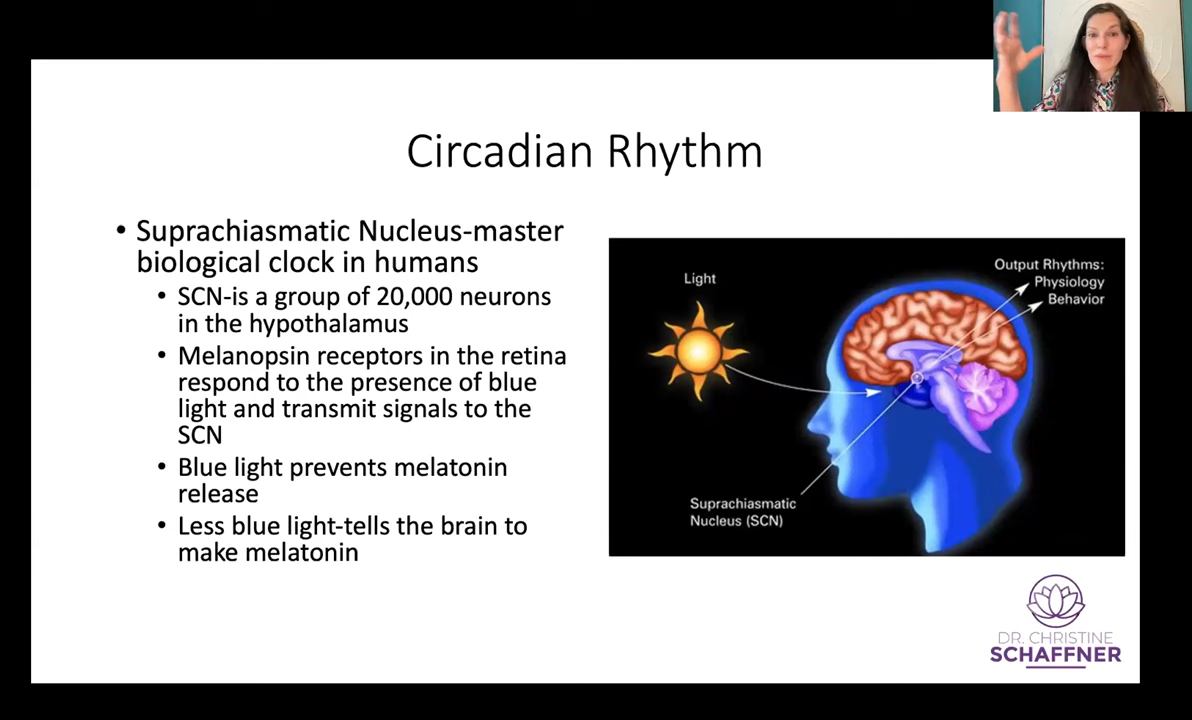 Circadian Rhythm
• Suprachiasmatic Nucleus-master
biological clock in humans
• SCN-is a group of 20,000 neurons
in the hypothalamus
• Melanopsin receptors in the retina
respond to the presence of blue
light and transmit signals to the
SCN
• Blue light prevents melatonin
release
• Less blue light-tells the brain to
make melatonin
Light
Output Rhythms:
Physiology
Behavior
Suprachiasmatic
Nucleus (SCN)
DR. CHRISTINE
SCHAFFNER